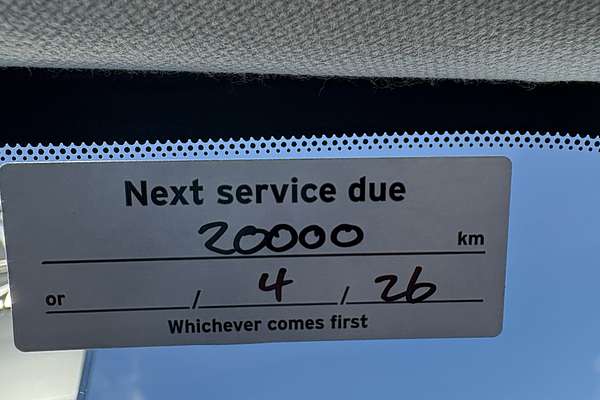 Next service due
20000 km
or / 4 / 26
Whichever comes first